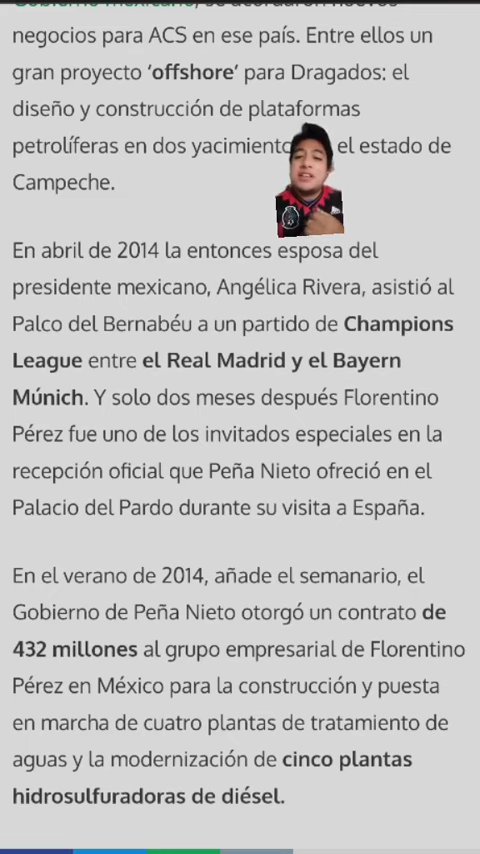 Gobierno mexicano, se acordaron nuevos
negocios para ACS en ese país. Entre ellos un
gran proyecto ‘offshore’ para Dragados: el
diseño y construcción de plataformas
petrolíferas en dos yacimiento el estado de
Campeche.
En abril de 2014 la entonces esposa del
presidente mexicano, Angélica Rivera, asistió al
Palco del Bernabéu a un partido de Champions
League entre el Real Madrid y el Bayern
Múnich. Y solo dos meses después Florentino
Pérez fue uno de los invitados especiales en la
recepción oficial que Peña Nieto ofreció en el
Palacio del Pardo durante su visita a España.
En el verano de 2014, añade el semanario, el
Gobierno de Peña Nieto otorgó un contrato de
432 millones al grupo empresarial de Florentino
Pérez en México para la construcción y puesta
en marcha de cuatro plantas de tratamiento de
aguas y la modernización de cinco plantas
hidrosulfuradoras de diésel.